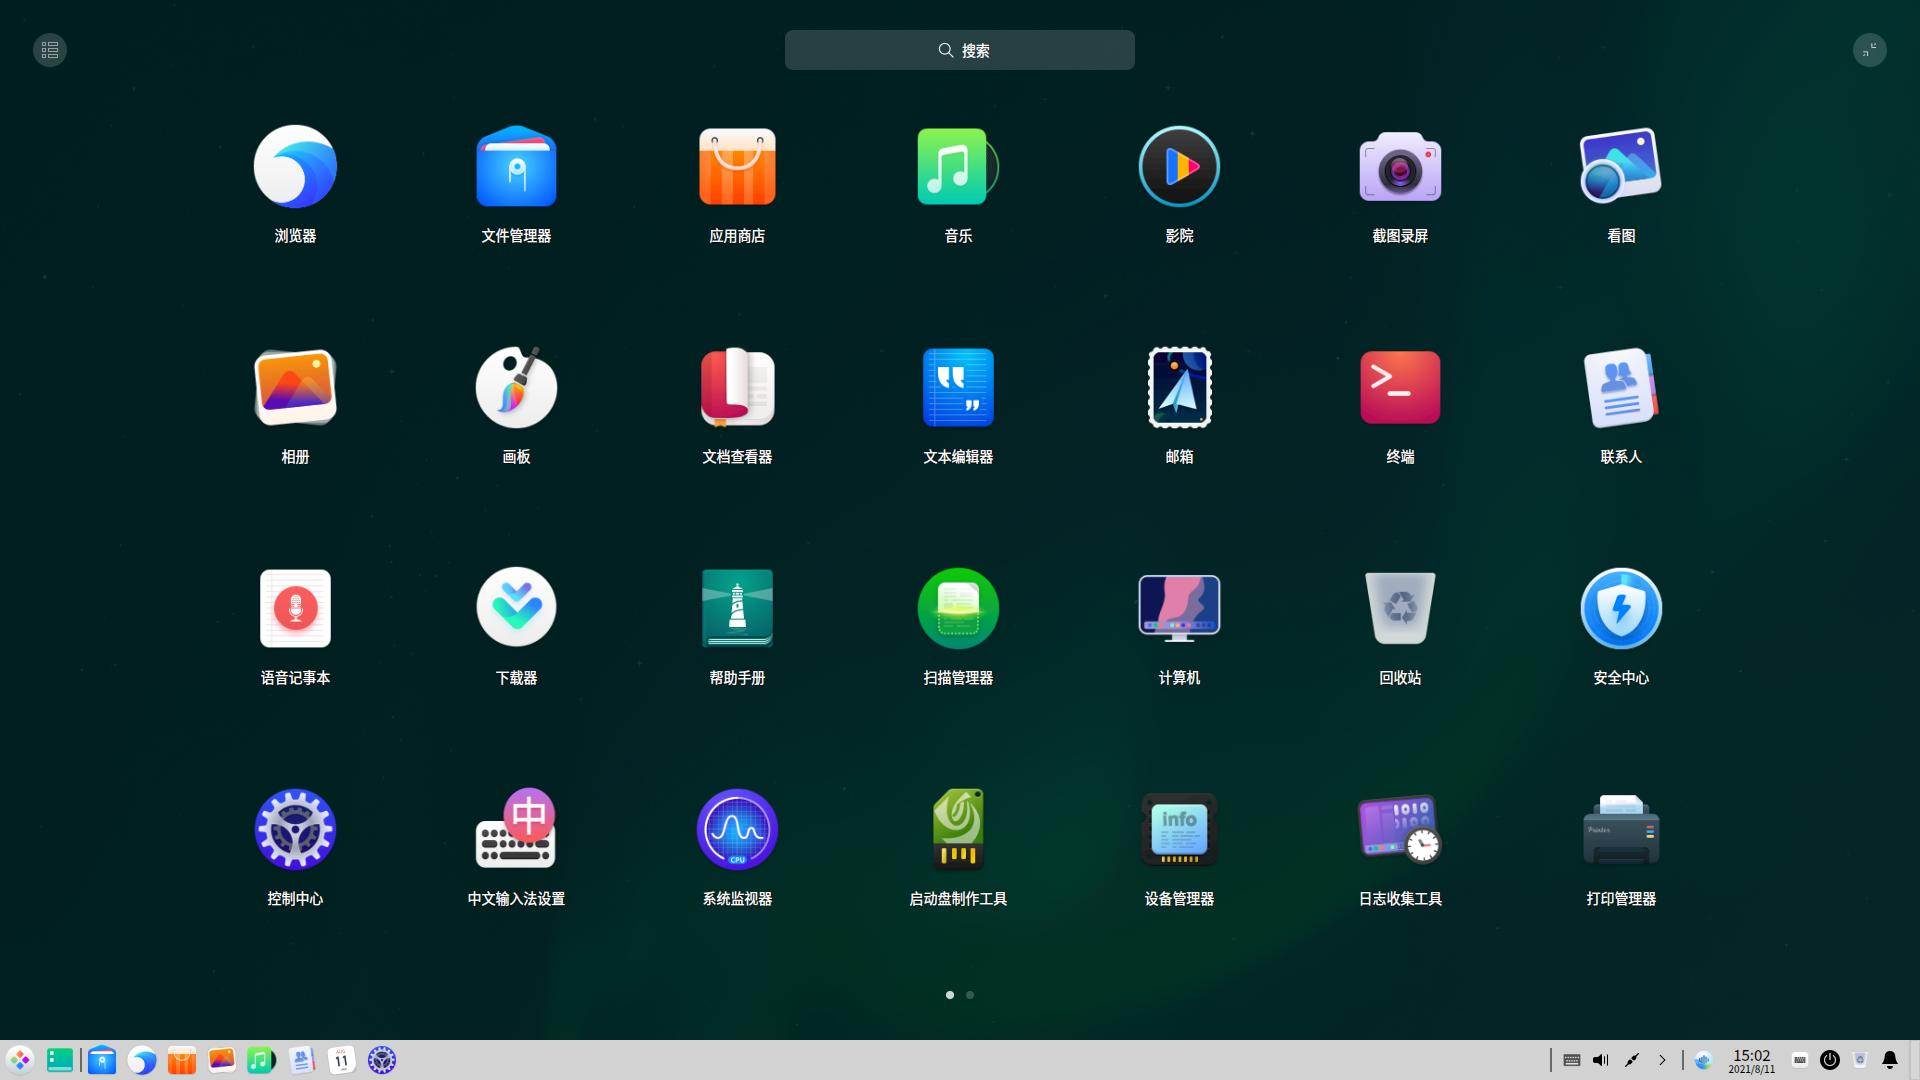 搜索
浏览器
文件管理器
应用商店
音乐
影院
截图录屏
看图
相册
画板
文档查看器
文本编辑器
邮箱
终端
联系人
语音记事本
下载器
帮助手册
扫描管理器
计算机
回收站
安全中心
中
CPU
info
1010
Printer
控制中心
中文输入法设置
系统监视器
启动盘制作工具
设备管理器
日志收集工具
打印管理器
AUG
11
15:02
2021/8/11